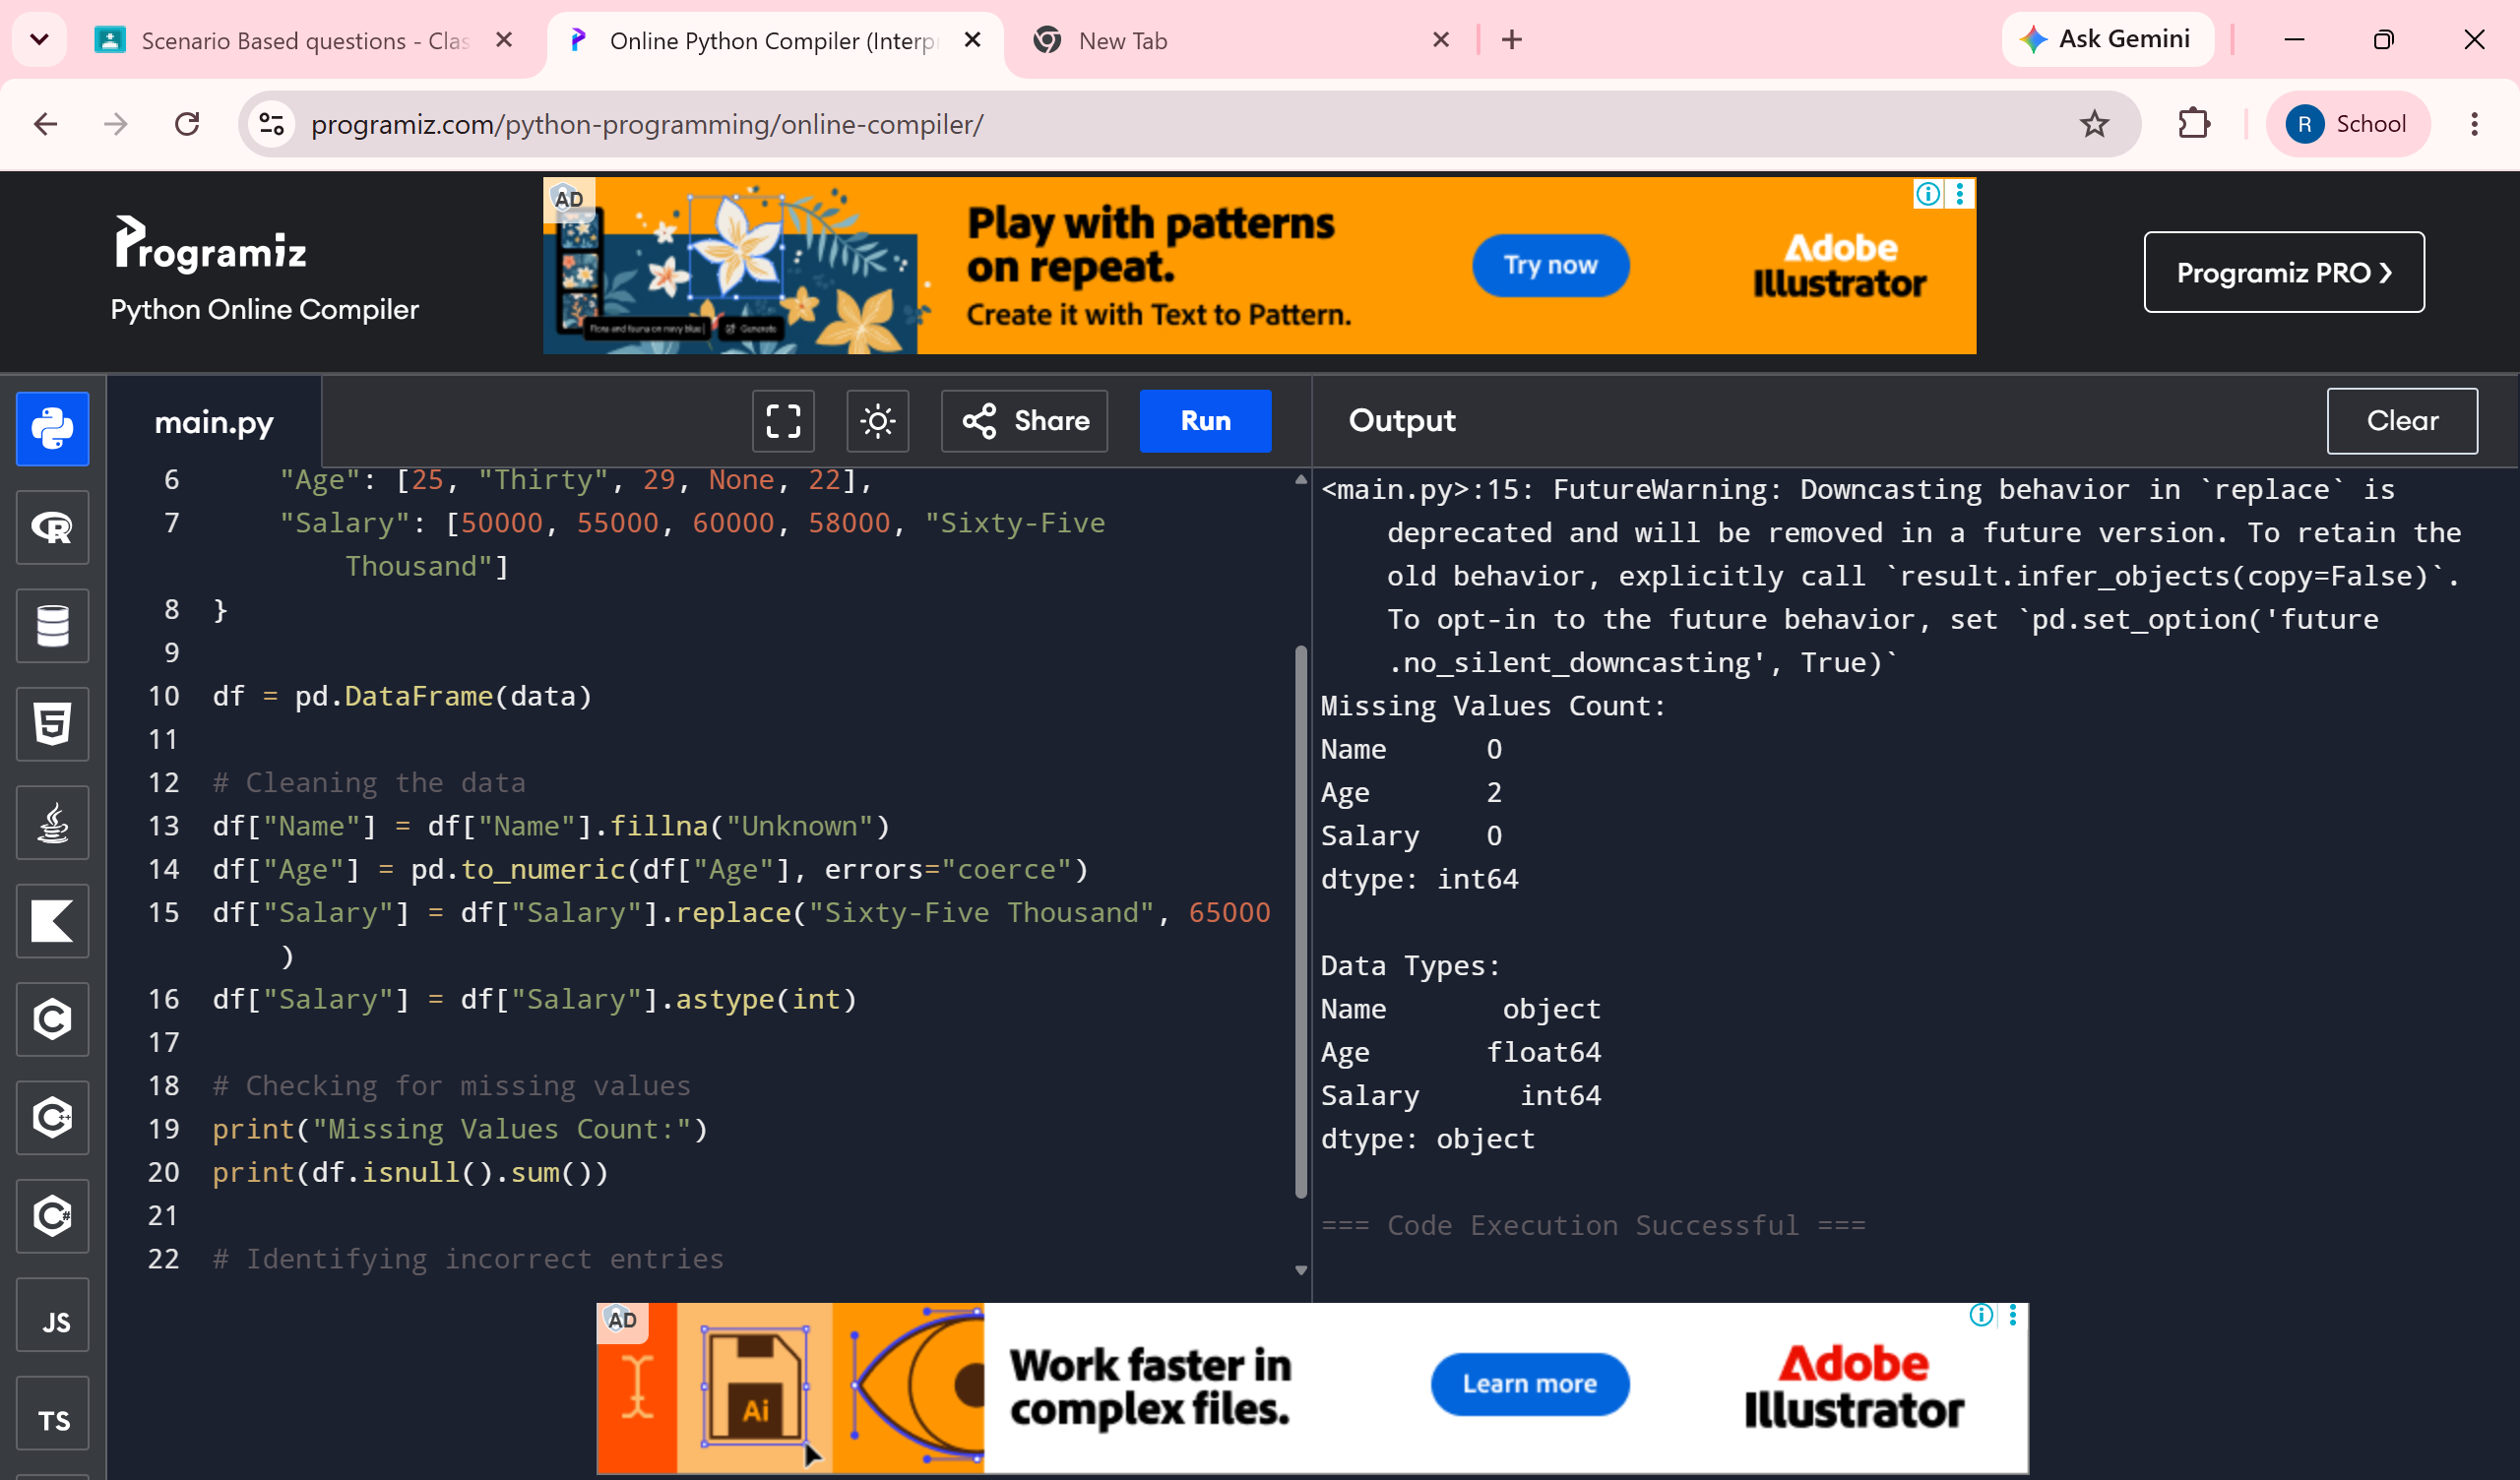 Scenario Based questions - Clas
Online Python Compiler (Interp
New Tab
Ask Gemini
programiz.com/python-programming/online-compiler/
R School
Programiz
Python Online Compiler
AD
Play with patterns
on repeat.
Create it with Text to Pattern.
Flora and fauna on navy blue
Generate
Try now
Adobe
Illustrator
Programiz PRO ❯
main.py
Share
Run
Output
Clear
6 "Age": [25, "Thirty", 29, None, 22],
7 "Salary": [50000, 55000, 60000, 58000, "Sixty-Five
Thousand"]
8 }
9
10 df = pd.DataFrame(data)
11
12 # Cleaning the data
13 df["Name"] = df["Name"].fillna("Unknown")
14 df["Age"] = pd.to_numeric(df["Age"], errors="coerce")
15 df["Salary"] = df["Salary"].replace("Sixty-Five Thousand", 65000
)
16 df["Salary"] = df["Salary"].astype(int)
17
18 # Checking for missing values
19 print("Missing Values Count:")
20 print(df.isnull().sum())
21
22 # Identifying incorrect entries
<main.py>:15: FutureWarning: Downcasting behavior in `replace` is
deprecated and will be removed in a future version. To retain the
old behavior, explicitly call `result.infer_objects(copy=False)`.
To opt-in to the future behavior, set `pd.set_option('future
.no_silent_downcasting', True)`
Missing Values Count:
Name 0
Age 2
Salary 0
dtype: int64
Data Types:
Name object
Age float64
Salary int64
dtype: object
=== Code Execution Successful ===
JS
TS
AD
Ai
Work faster in
complex files.
Learn more
Adobe
Illustrator